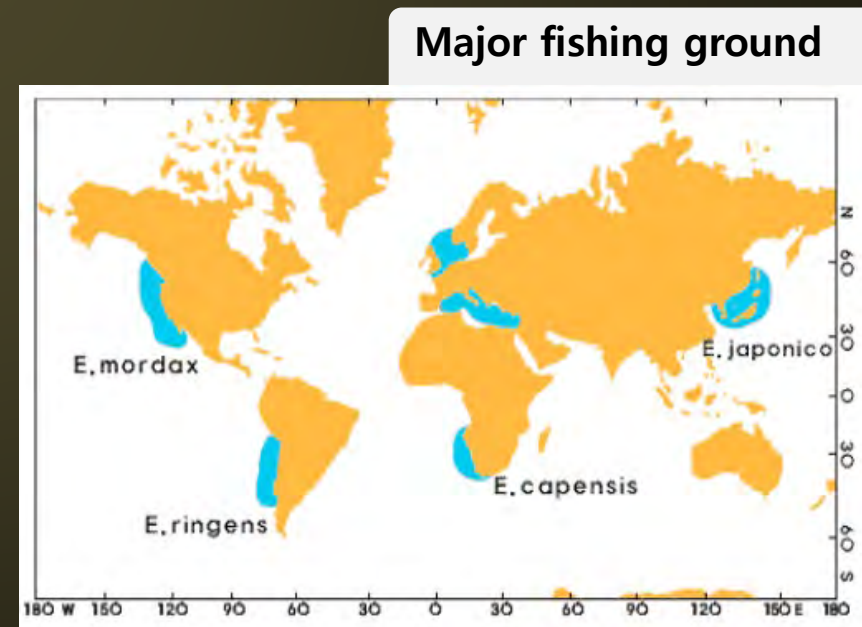 Major fishing ground
E.mordax
E.ringens
E.capensis
E.japonico
N
60
30
0
30
60
S
180 W 150 120 90 60 30 0 30 60 90 120 150 E 180